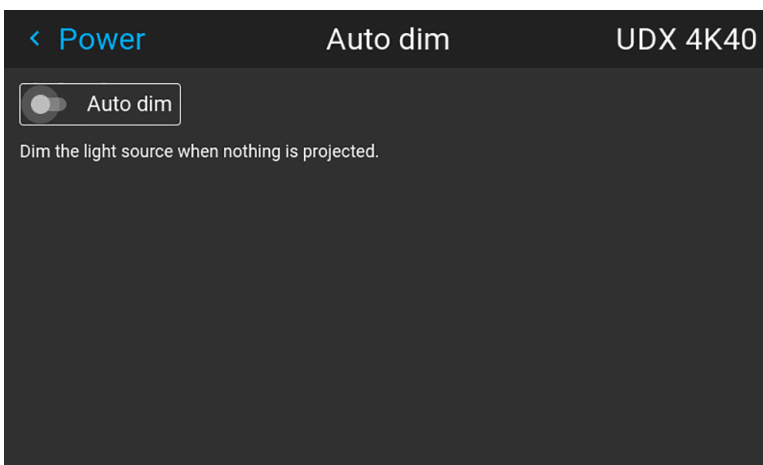 Power Auto dim UDX 4K40
Auto dim
Dim the light source when nothing is projected.